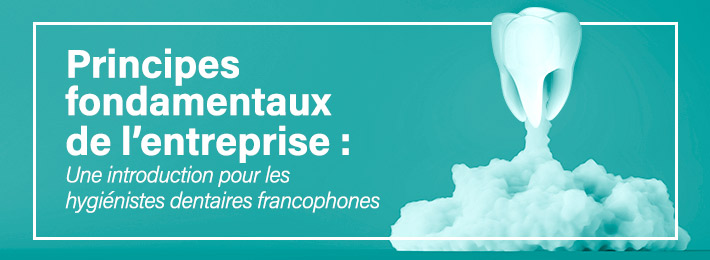 Principes
fondamentaux
de l’entreprise :
Une introduction pour les
hygiénistes dentaires francophones